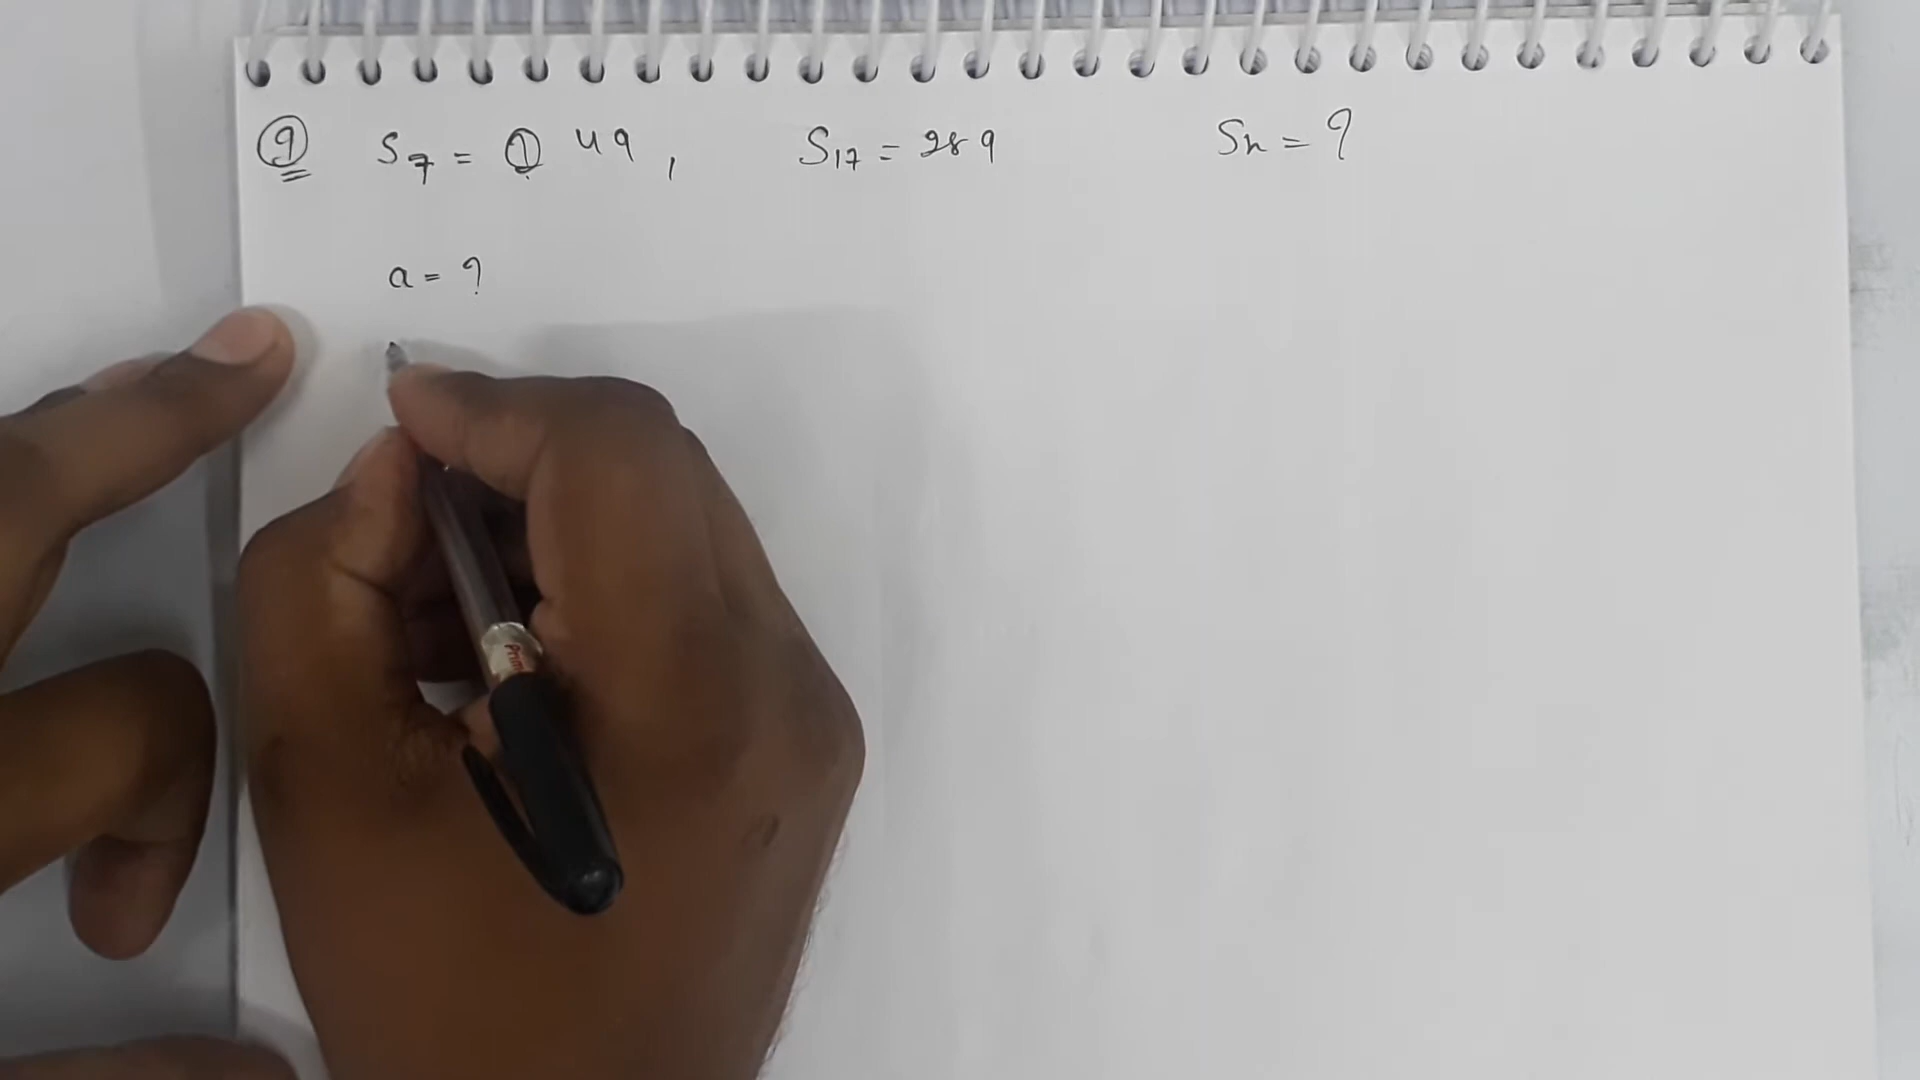 9 S₇ = 49, S₁₇ = 289 Sn = ?
a = ?